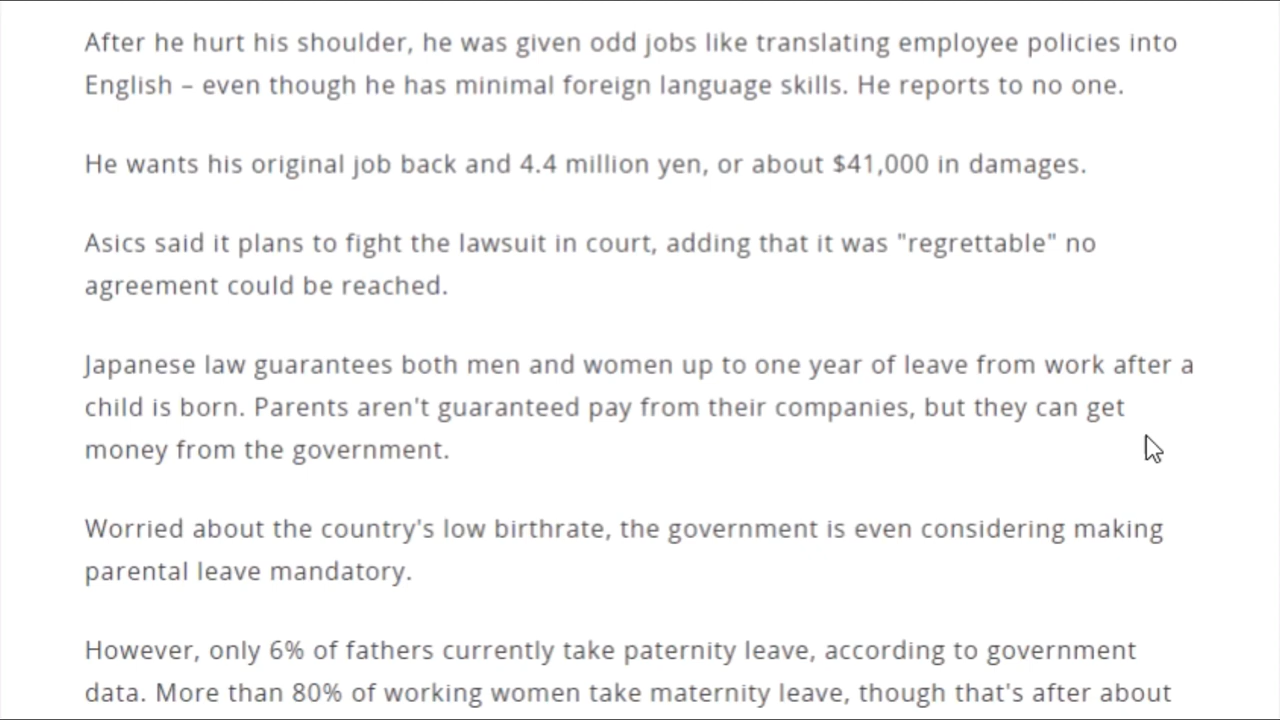 After he hurt his shoulder, he was given odd jobs like translating employee policies into
English – even though he has minimal foreign language skills. He reports to no one.
He wants his original job back and 4.4 million yen, or about $41,000 in damages.
Asics said it plans to fight the lawsuit in court, adding that it was "regrettable" no
agreement could be reached.
Japanese law guarantees both men and women up to one year of leave from work after a
child is born. Parents aren't guaranteed pay from their companies, but they can get
money from the government.
Worried about the country's low birthrate, the government is even considering making
parental leave mandatory.
However, only 6% of fathers currently take paternity leave, according to government
data. More than 80% of working women take maternity leave, though that's after about